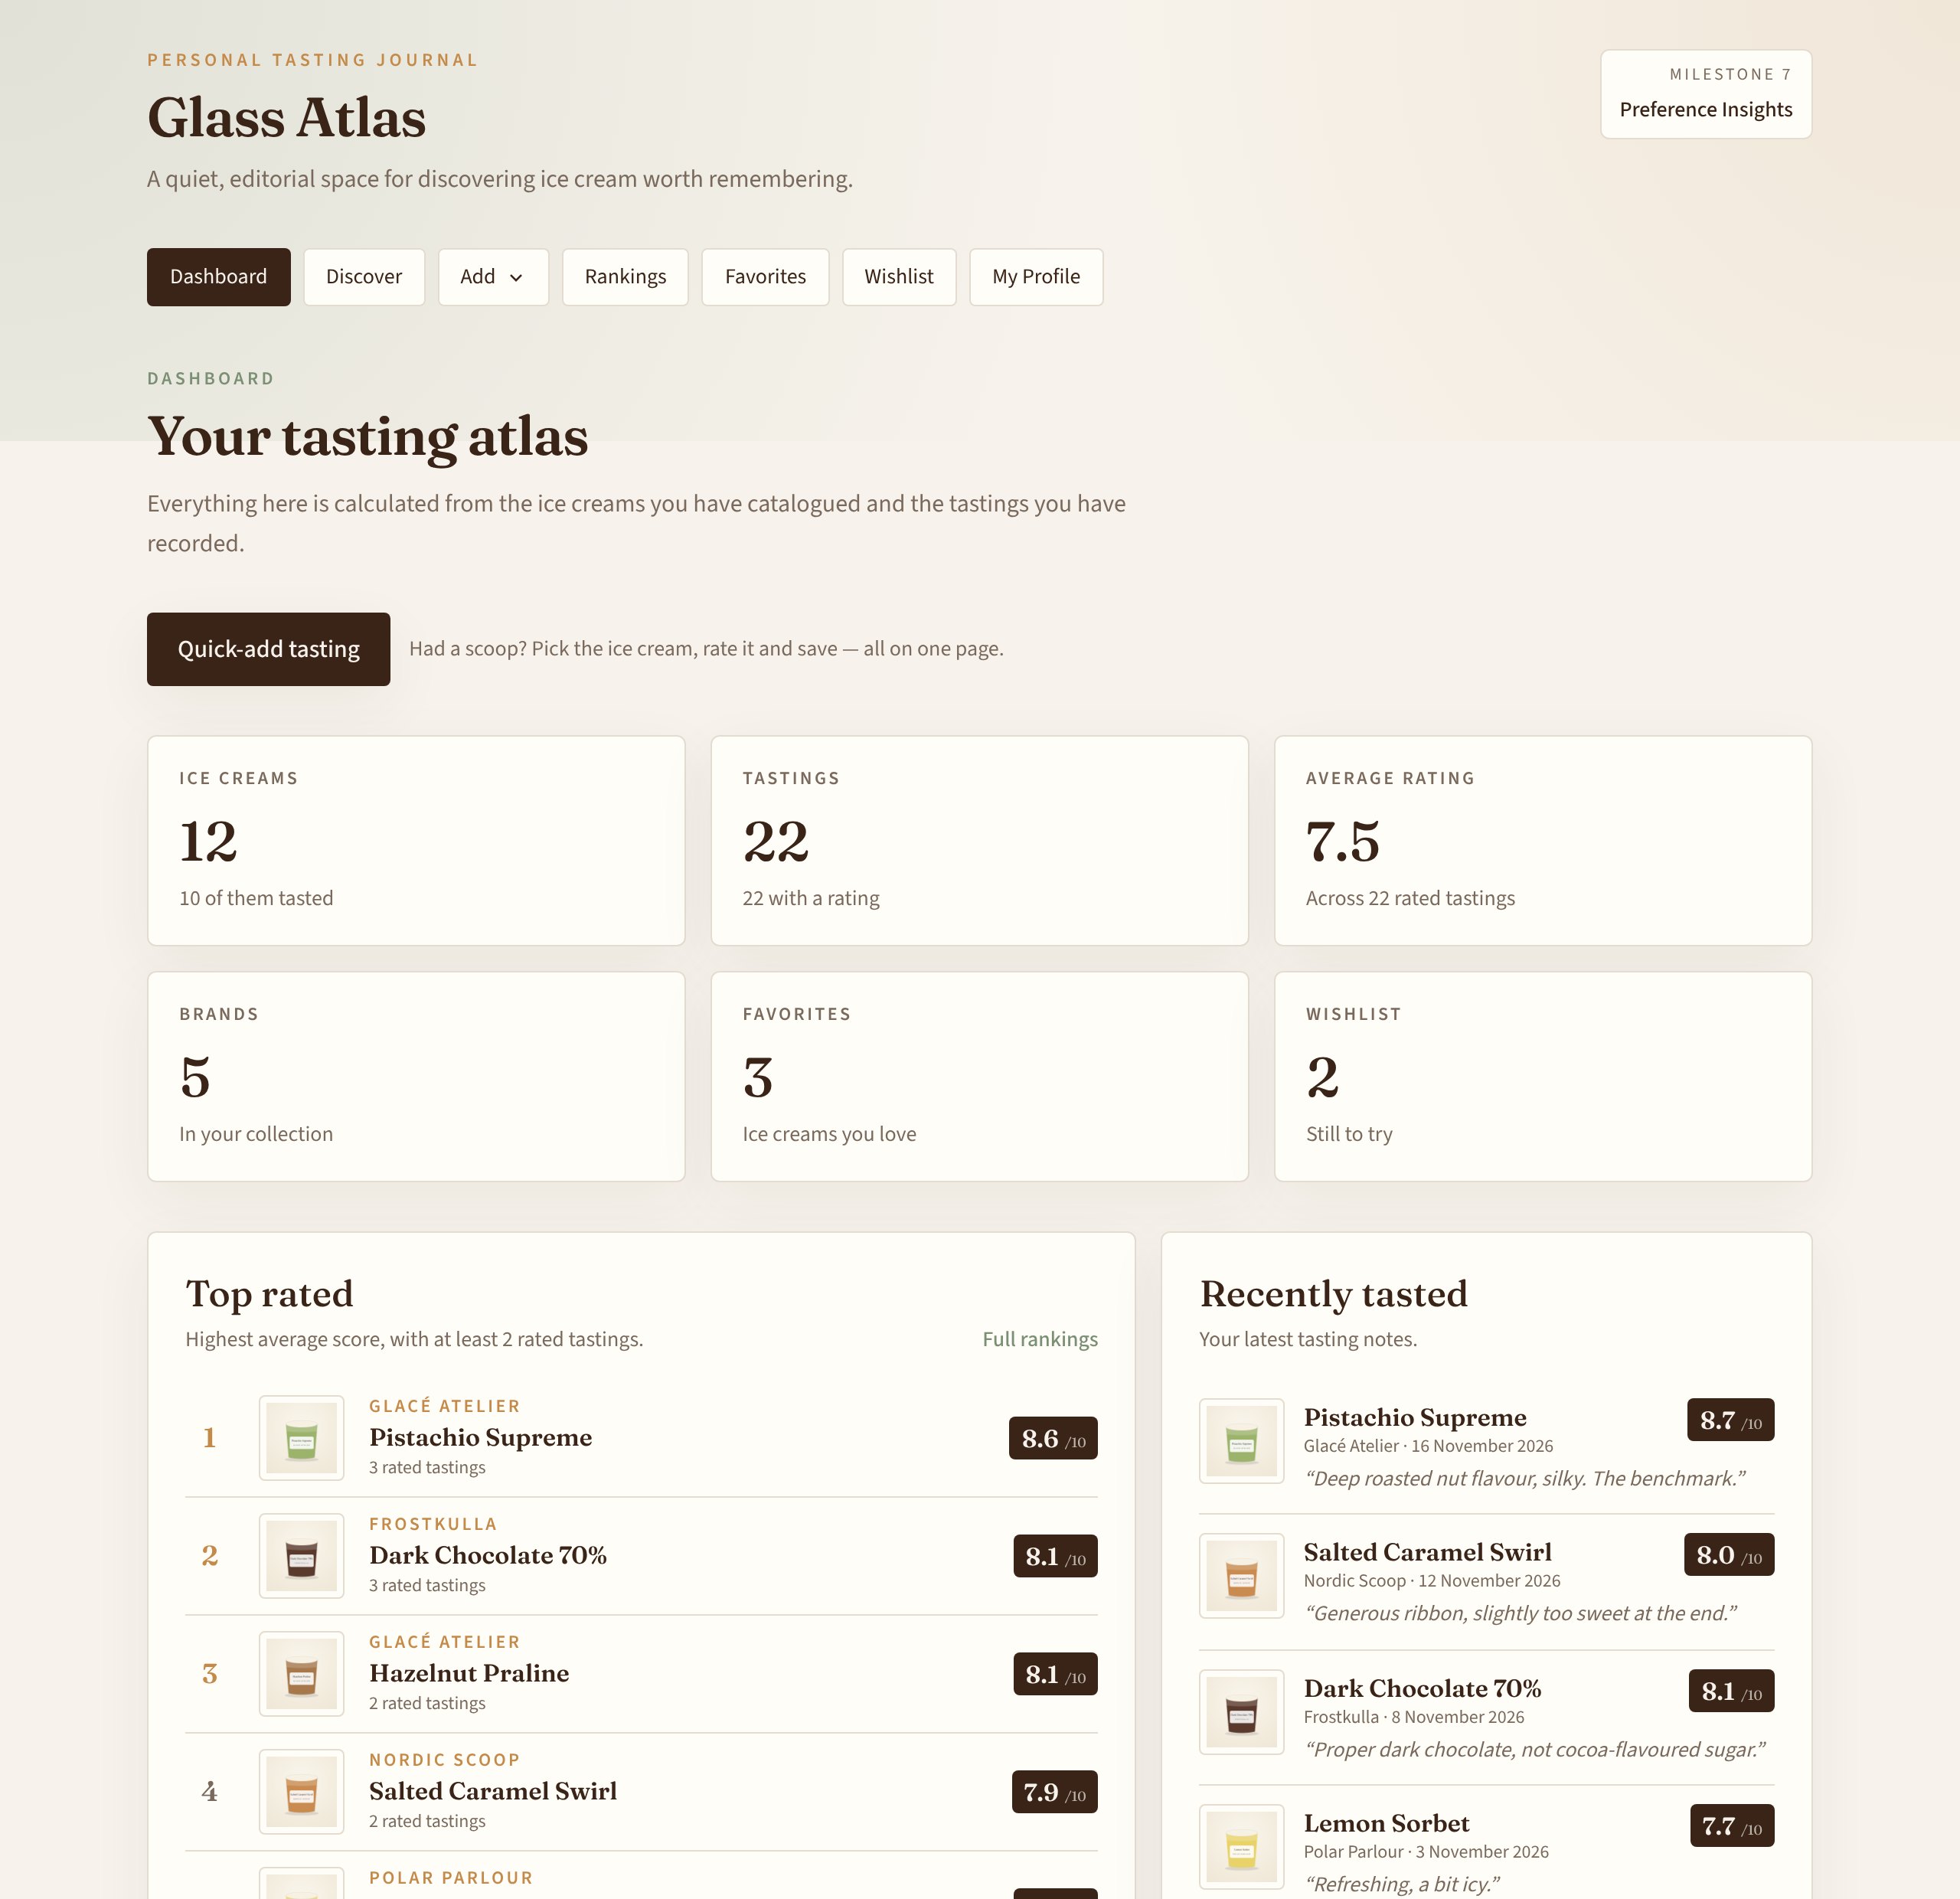 PERSONAL TASTING JOURNAL
Glass Atlas
A quiet, editorial space for discovering ice cream worth remembering.
MILESTONE 7
Preference Insights
Dashboard
Discover
Add
Rankings
Favorites
Wishlist
My Profile
DASHBOARD
Your tasting atlas
Everything here is calculated from the ice creams you have catalogued and the tastings you have
recorded.
Quick-add tasting
Had a scoop? Pick the ice cream, rate it and save — all on one page.
ICE CREAMS
12
10 of them tasted
TASTINGS
22
22 with a rating
AVERAGE RATING
7.5
Across 22 rated tastings
BRANDS
5
In your collection
FAVORITES
3
Ice creams you love
WISHLIST
2
Still to try
Top rated
Highest average score, with at least 2 rated tastings.
Full rankings
1
GLACÉ ATELIER
Pistachio Supreme
3 rated tastings
8.6 /10
2
FROSTKULLA
Dark Chocolate 70%
3 rated tastings
8.1 /10
3
GLACÉ ATELIER
Hazelnut Praline
2 rated tastings
8.1 /10
4
NORDIC SCOOP
Salted Caramel Swirl
2 rated tastings
7.9 /10
POLAR PARLOUR
Recently tasted
Your latest tasting notes.
Pistachio Supreme
Glacé Atelier · 16 November 2026
“Deep roasted nut flavour, silky. The benchmark.”
8.7 /10
Salted Caramel Swirl
Nordic Scoop · 12 November 2026
“Generous ribbon, slightly too sweet at the end.”
8.0 /10
Dark Chocolate 70%
Frostkulla · 8 November 2026
“Proper dark chocolate, not cocoa-flavoured sugar.”
8.1 /10
Lemon Sorbet
Polar Parlour · 3 November 2026
“Refreshing, a bit icy.”
7.7 /10